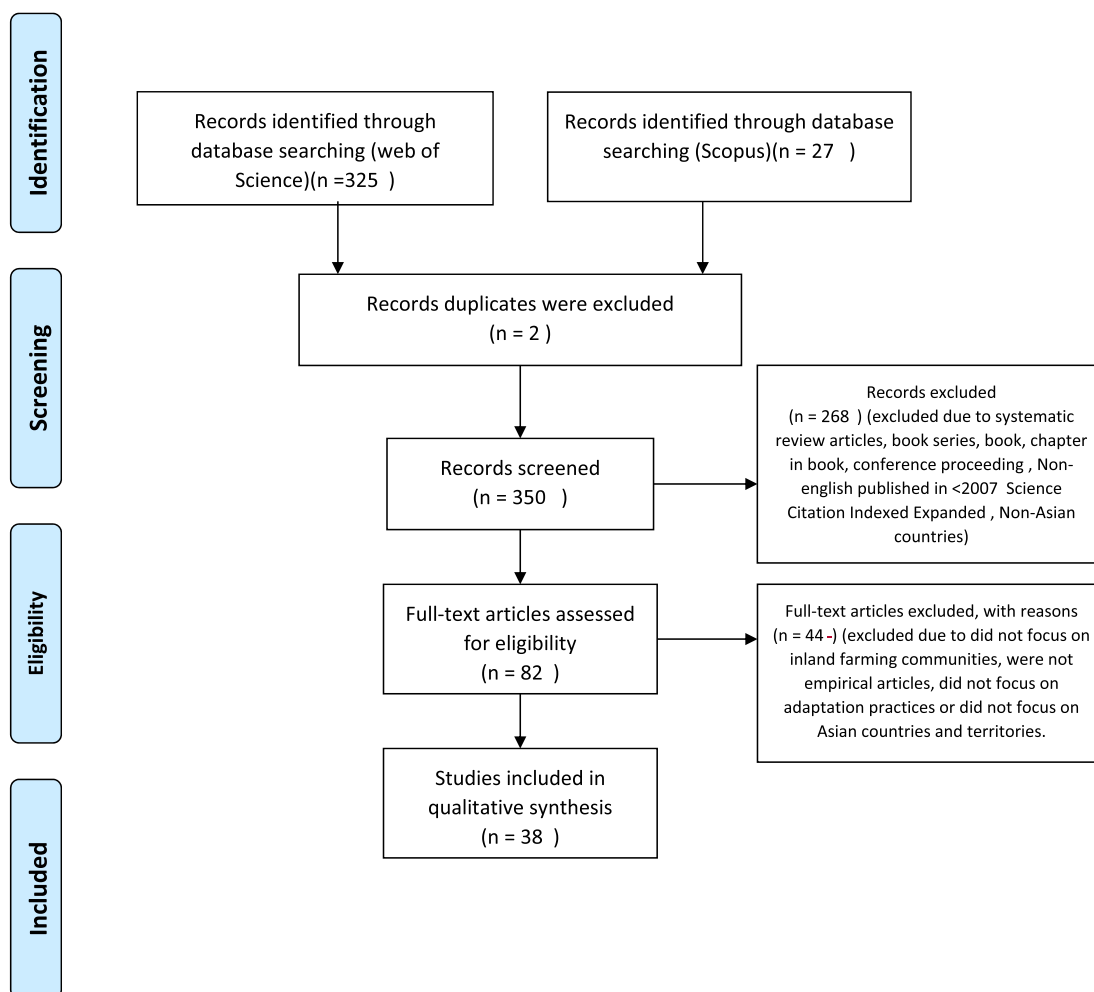 Identification
Records identified through
database searching (web of
Science)(n =325  )
Records identified through database
searching (Scopus)(n = 27   )
Screening
Records duplicates were excluded
(n = 2 )
Records screened
(n = 350   )
Records excluded
(n = 268  ) (excluded due to systematic
review articles, book series, book, chapter
in book, conference proceeding , Non-
english published in <2007  Science
Citation Indexed Expanded , Non-Asian
countries)
Eligibility
Full-text articles assessed
for eligibility
(n = 82   )
Full-text articles excluded, with reasons
(n = 44 -) (excluded due to did not focus on
inland farming communities, were not
empirical articles, did not focus on
adaptation practices or did not focus on
Asian countries and territories.
Included
Studies included in
qualitative synthesis
(n = 38  )